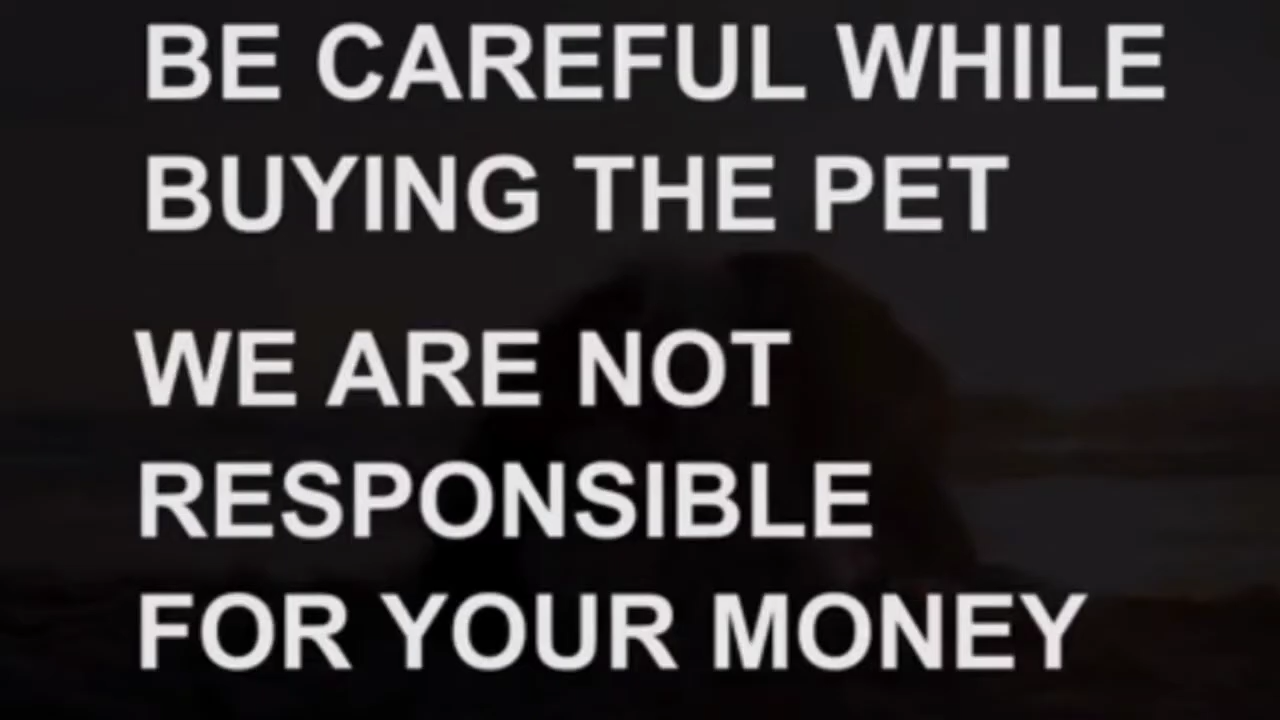 BE CAREFUL WHILE
BUYING THE PET
WE ARE NOT
RESPONSIBLE
FOR YOUR MONEY